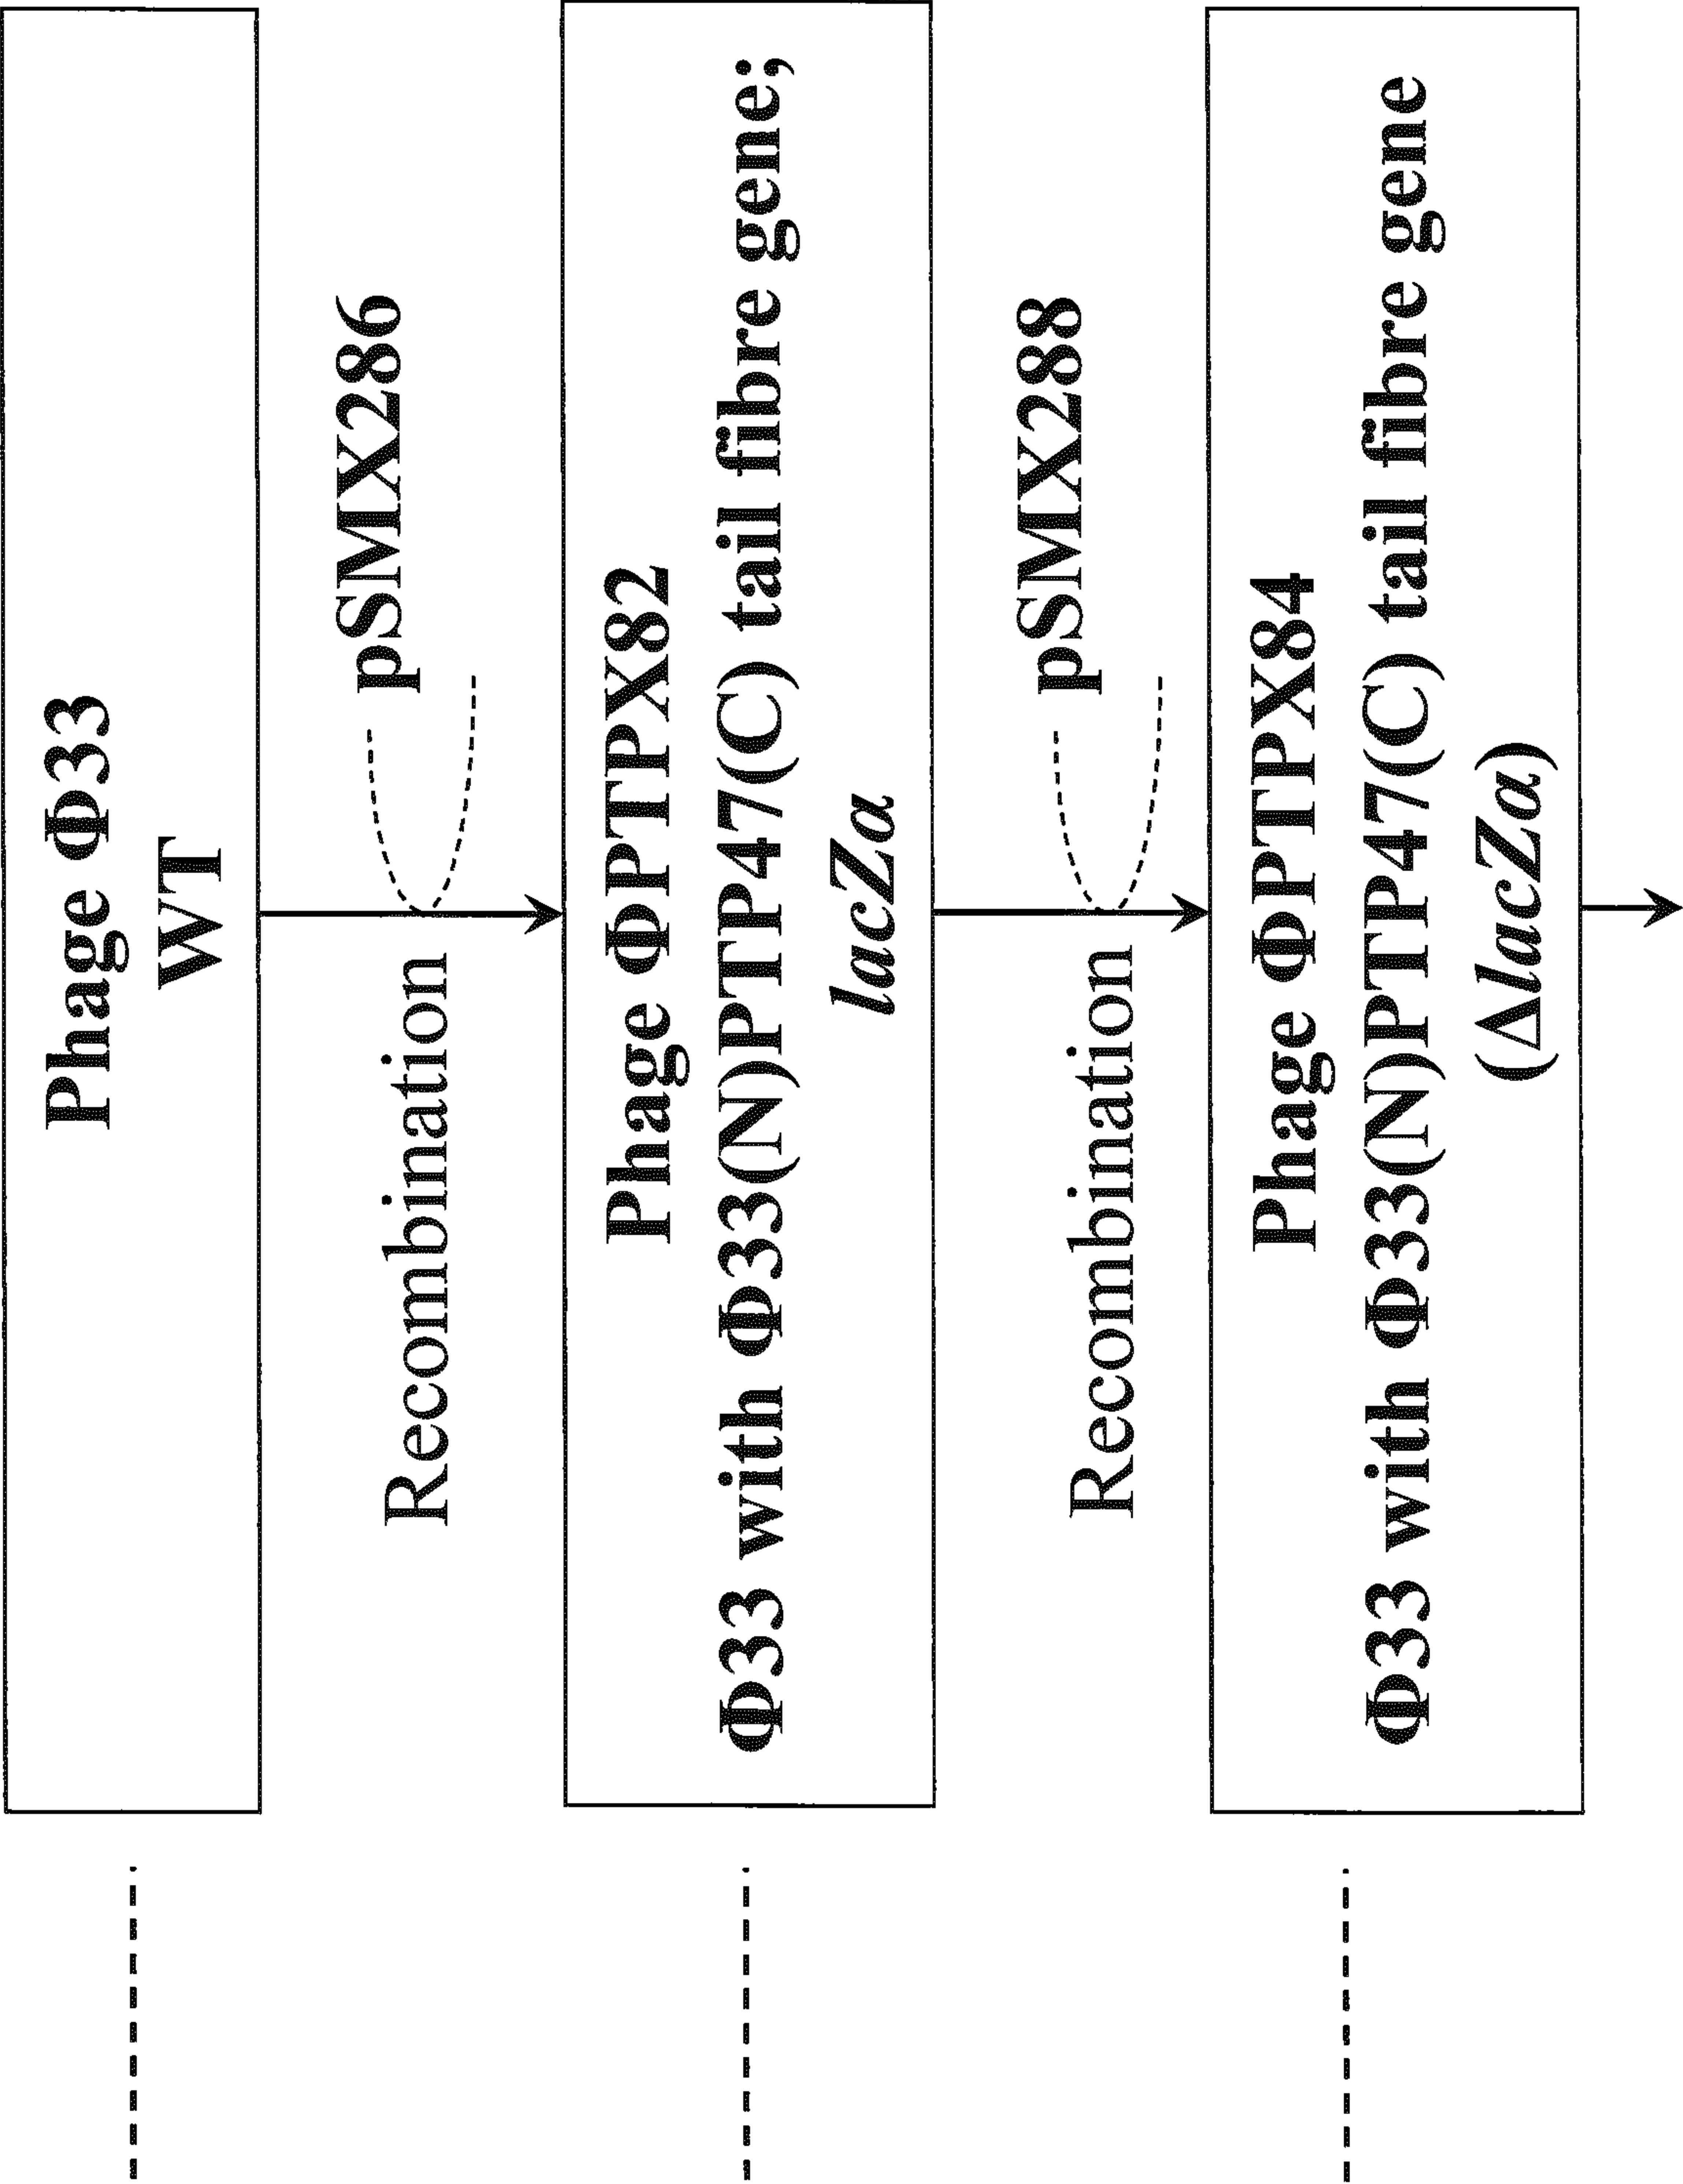 Phage Φ33
WT
Recombination
pSMX286
Phage ΦPTPX82
Φ33 with Φ33(N)PTP47(C) tail fibre gene;
lacZα
Recombination
pSMX288
Phage ΦPTPX84
Φ33 with Φ33(N)PTP47(C) tail fibre gene
(ΔlacZα)